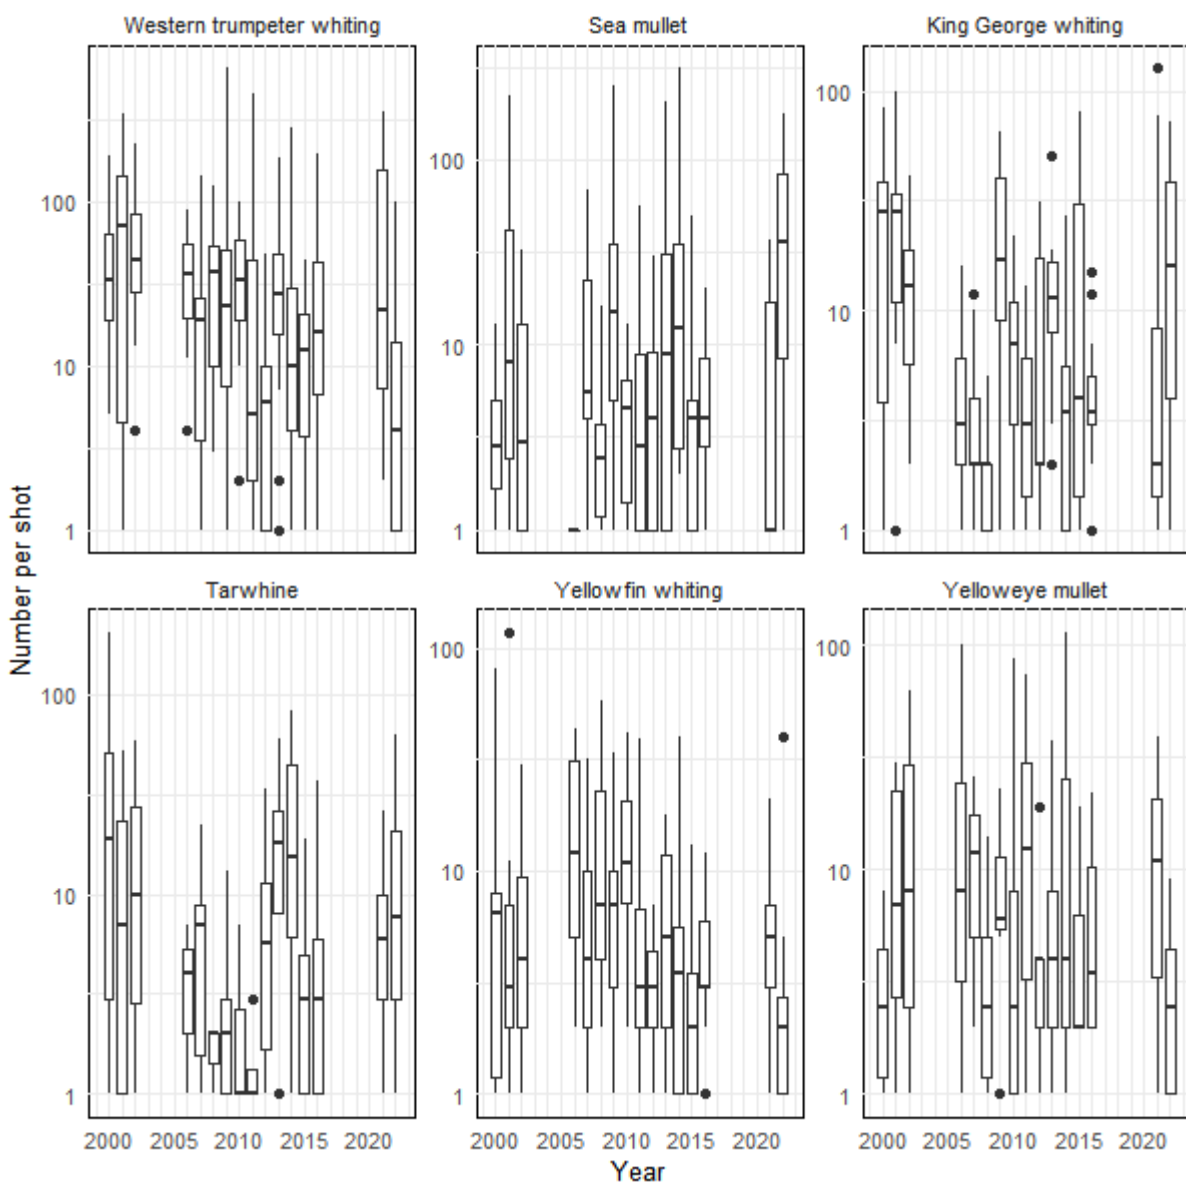 Western trumpeter whiting
Sea mullet
King George whiting
100
10
1
100
10
1
100
10
1
Number per shot
Tarwhine
Yellowfin whiting
Yelloweye mullet
100
10
1
100
10
1
100
10
1
2000 2005 2010 2015 2020
2000 2005 2010 2015 2020
2000 2005 2010 2015 2020
Year